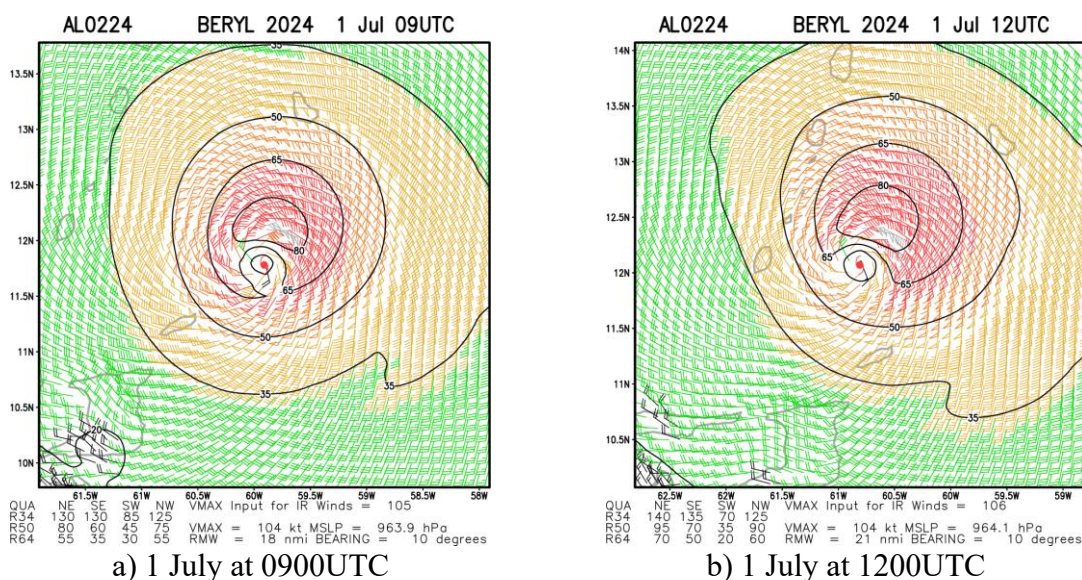 AL0224 BERYL 2024 1 Jul 09UTC
13.5N
13N
12.5N
12N
11.5N
11N
10.5N
10N
35
50
65
80
65
50
35
35
20
61.5W 61W 60.5W 60W 59.5W 59W 58.5W 58W
QUA NE SE SW NW VMAX Input for IR Winds = 105
R34 130 130 85 125
R50 80 60 45 75 VMAX = 104 kt MSLP = 963.9 hPa
R64 55 35 30 55 RMW = 18 nmi BEARING = 10 degrees
a) 1 July at 0900UTC
AL0224 BERYL 2024 1 Jul 12UTC
14N
13.5N
13N
12.5N
12N
11.5N
11N
10.5N
50
65
80
65
50
35
35
62.5W 62W 61.5W 61W 60.5W 60W 59.5W 59W
QUA NE SE SW NW VMAX Input for IR Winds = 106
R34 140 135 70 125
R50 95 70 35 90 VMAX = 104 kt MSLP = 964.1 hPa
R64 70 50 20 60 RMW = 21 nmi BEARING = 10 degrees
b) 1 July at 1200UTC